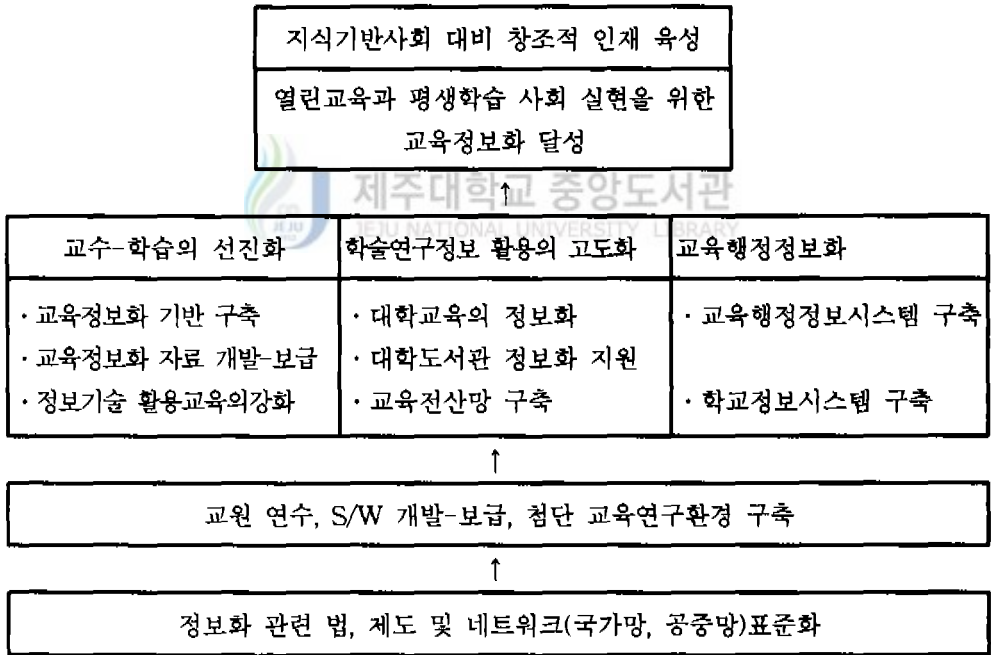 지식기반사회 대비 창조적 인재 육성
열린교육과 평생학습 사회 실현을 위한
교육정보화 달성
↑
제주대학교 중앙도서관
JEJU NATIONAL UNIVERSITY LIBRARY
교수-학습의 선진화
· 교육정보화 기반 구축
· 교육정보화 자료 개발-보급
· 정보기술 활용교육의강화
학술연구정보 활용의 고도화
· 대학교육의 정보화
· 대학도서관 정보화 지원
· 교육전산망 구축
교육행정정보화
· 교육행정정보시스템 구축
· 학교정보시스템 구축
↑
교원 연수, S/W 개발-보급, 첨단 교육연구환경 구축
↑
정보화 관련 법, 제도 및 네트워크(국가망, 공중망)표준화